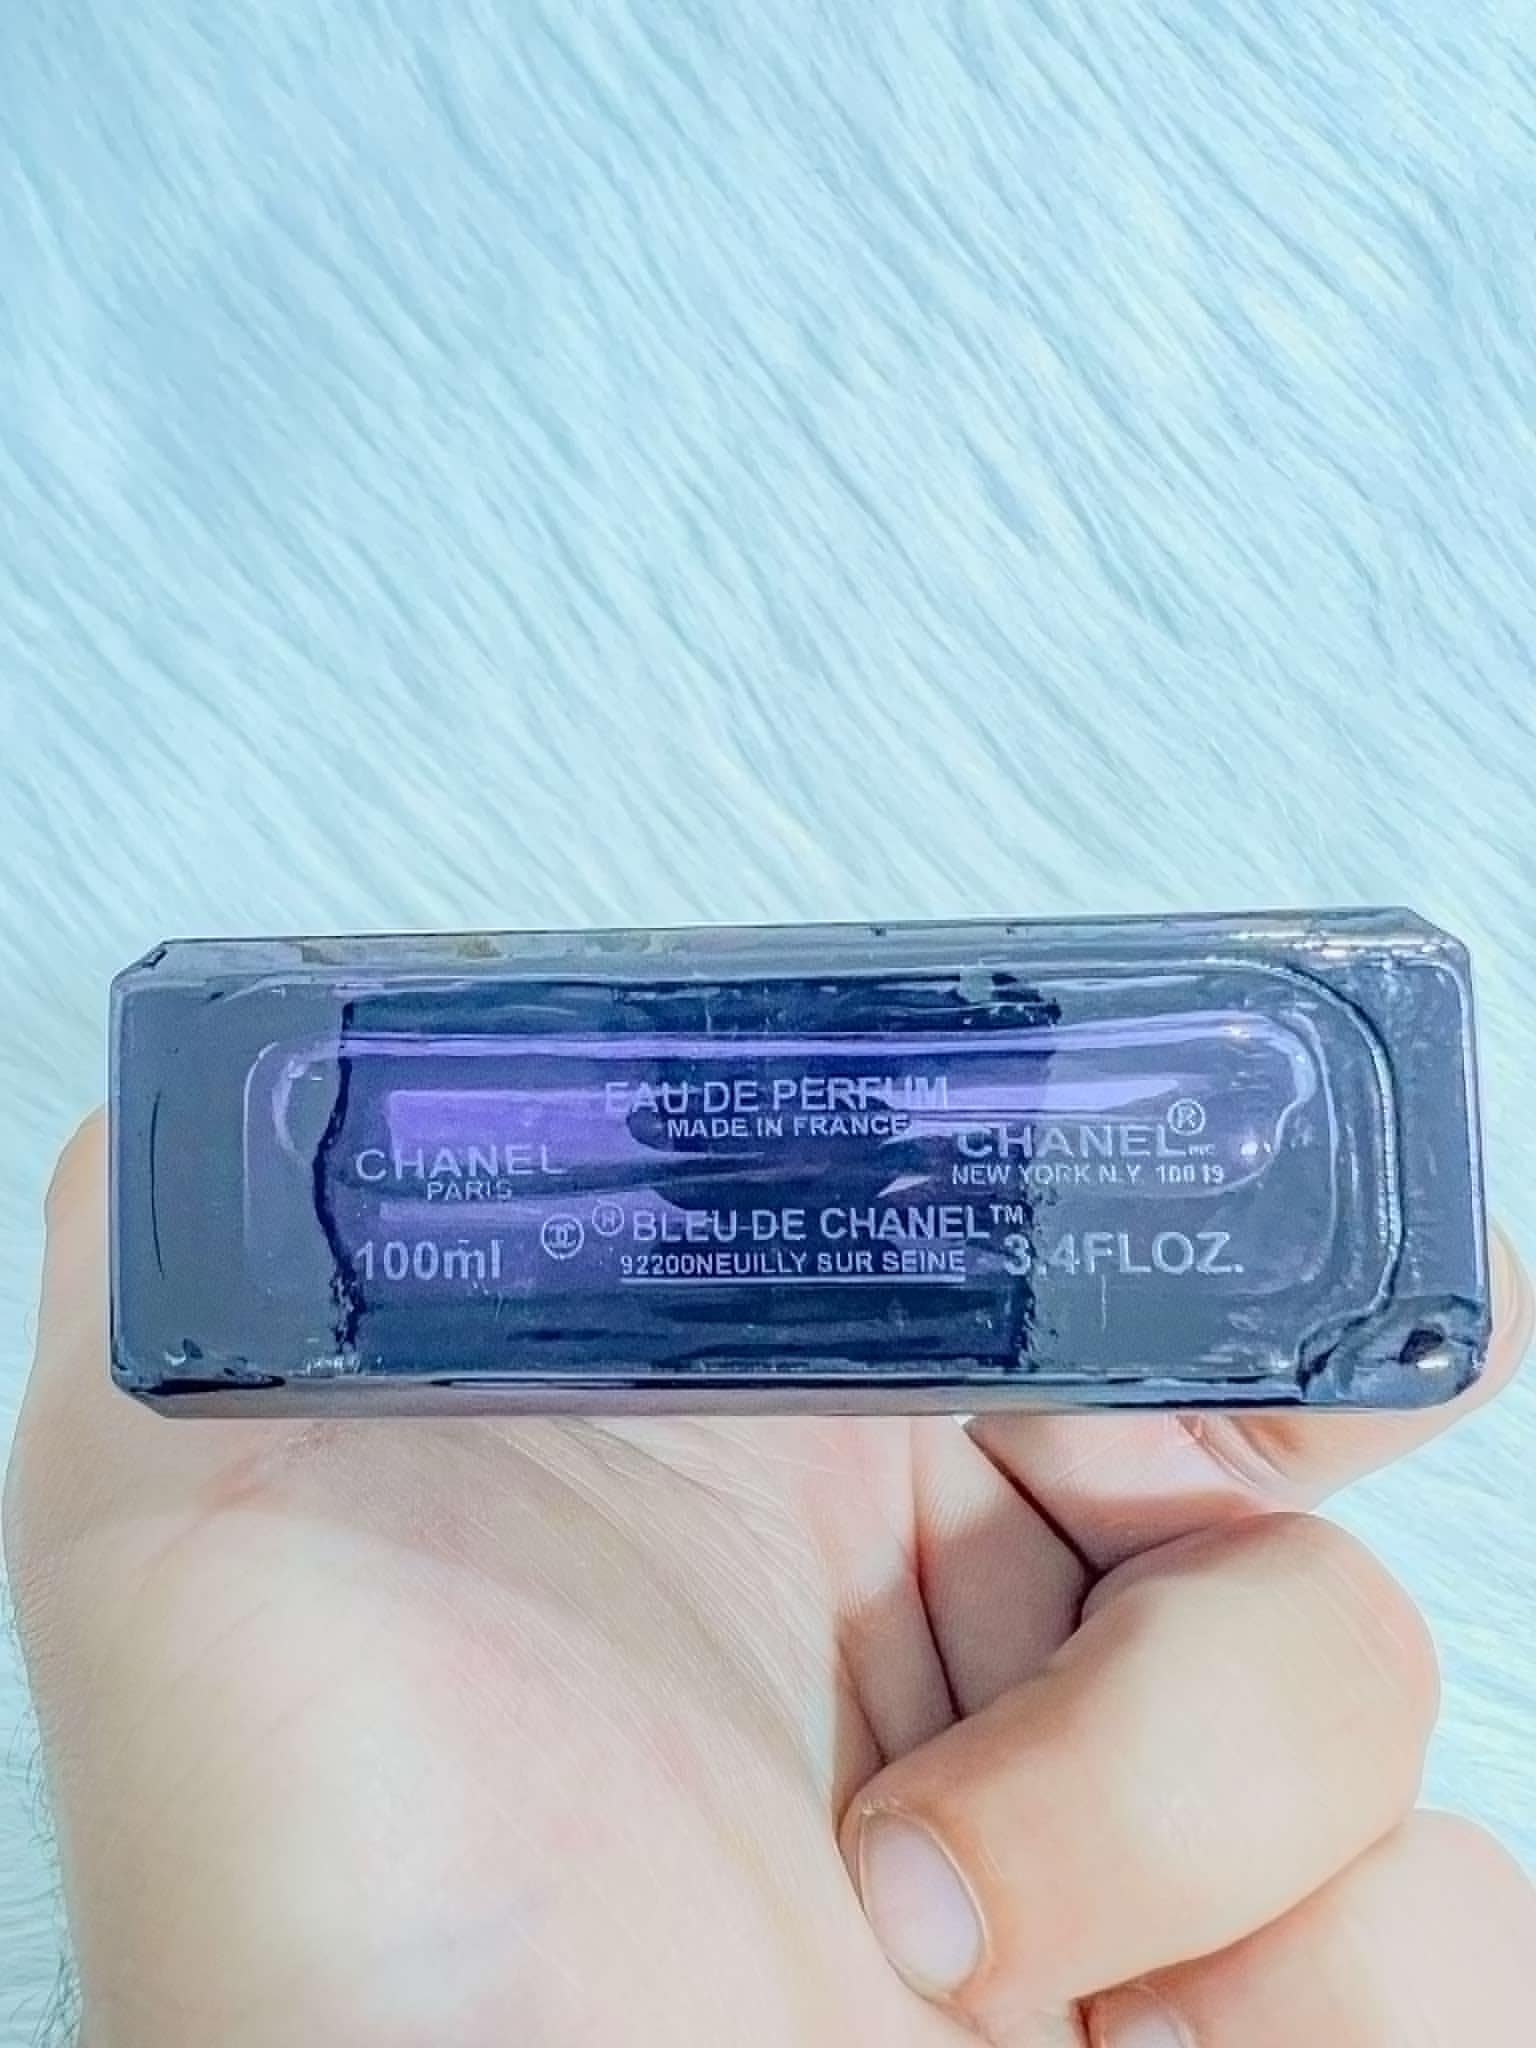 EAU DE PERFUM
MADE IN FRANCE
CHANEL
PARIS
CHANEL®
NEW YORK N.Y. 10019
Ⓗ BLEU DE CHANEL™
100ml
92200NEUILLY SUR SEINE
3.4FLOZ.